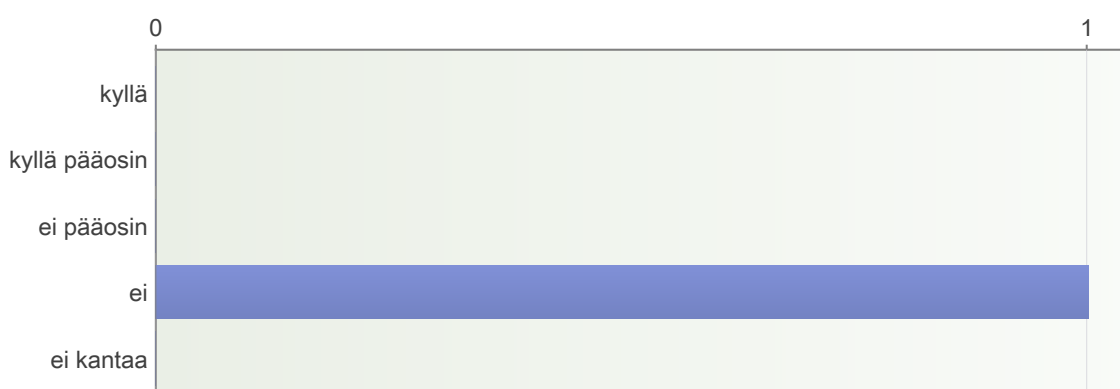 0 1
kyllä
kyllä pääosin
ei pääosin
ei
ei kantaa